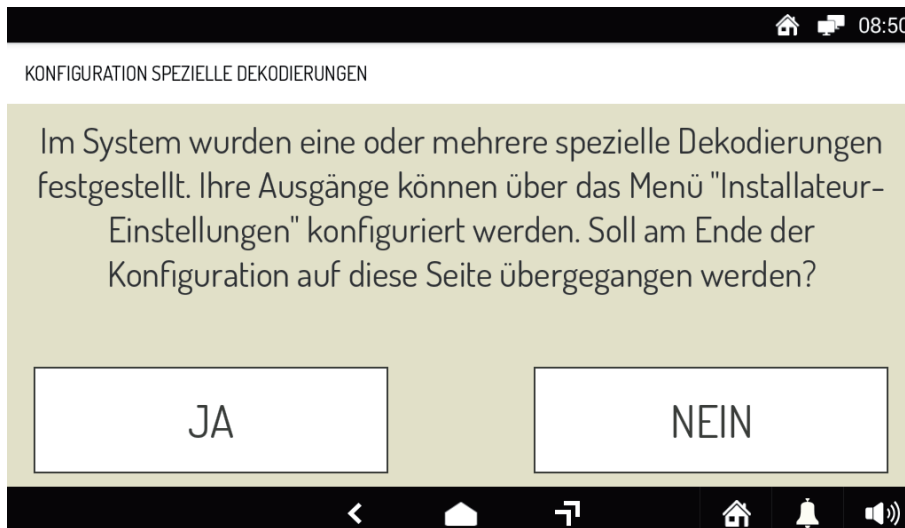 08:50
KONFIGURATION SPEZIELLE DEKODIERUNGEN
Im System wurden eine oder mehrere spezielle Dekodierungen
festgestellt. Ihre Ausgänge können über das Menü "Installateur-
Einstellungen" konfiguriert werden. Soll am Ende der
Konfiguration auf diese Seite übergegangen werden?
JA
NEIN